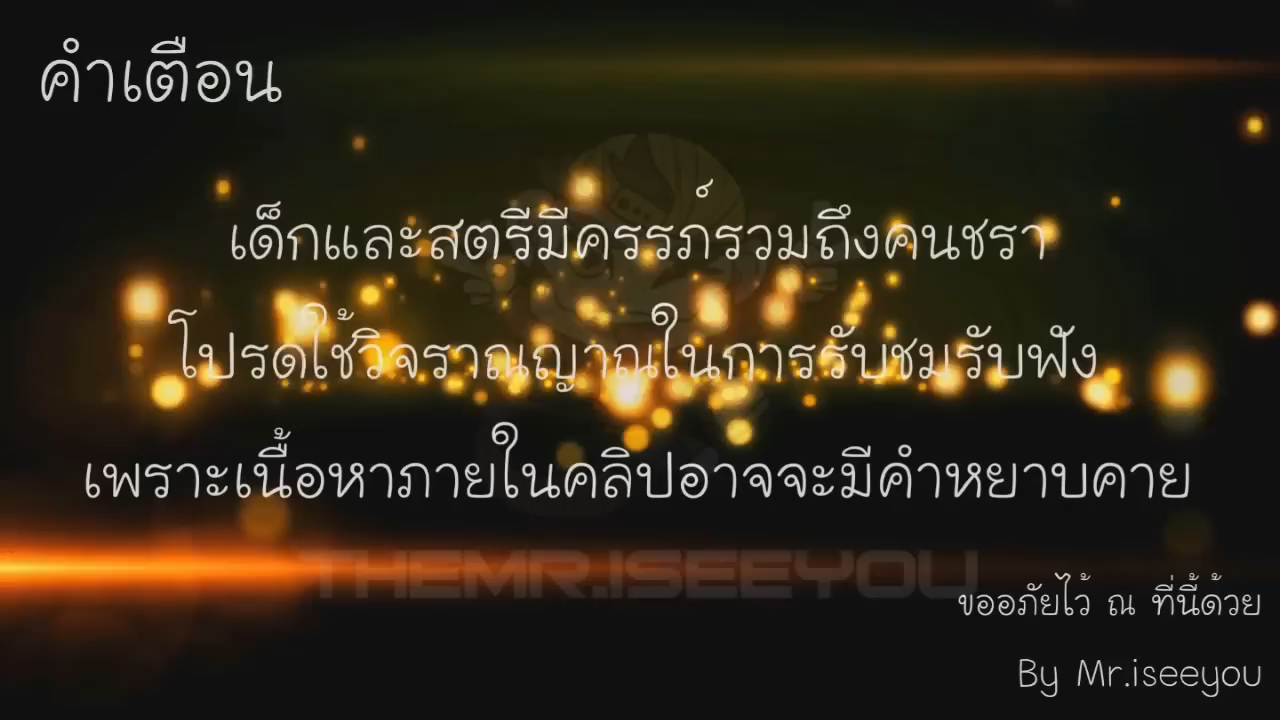 คำเตือน
เด็กและสตรีมีครรภ์รวมถึงคนชรา
โปรดใช้วิจราณญาณในการรับชมรับฟัง
เพราะเนื้อหาภายในคลิปอาจจะมีคำหยาบคาย
THEMR.ISEEYOU
ขออภัยไว้ ณ ที่นี้ด้วย
By Mr.iseeyou